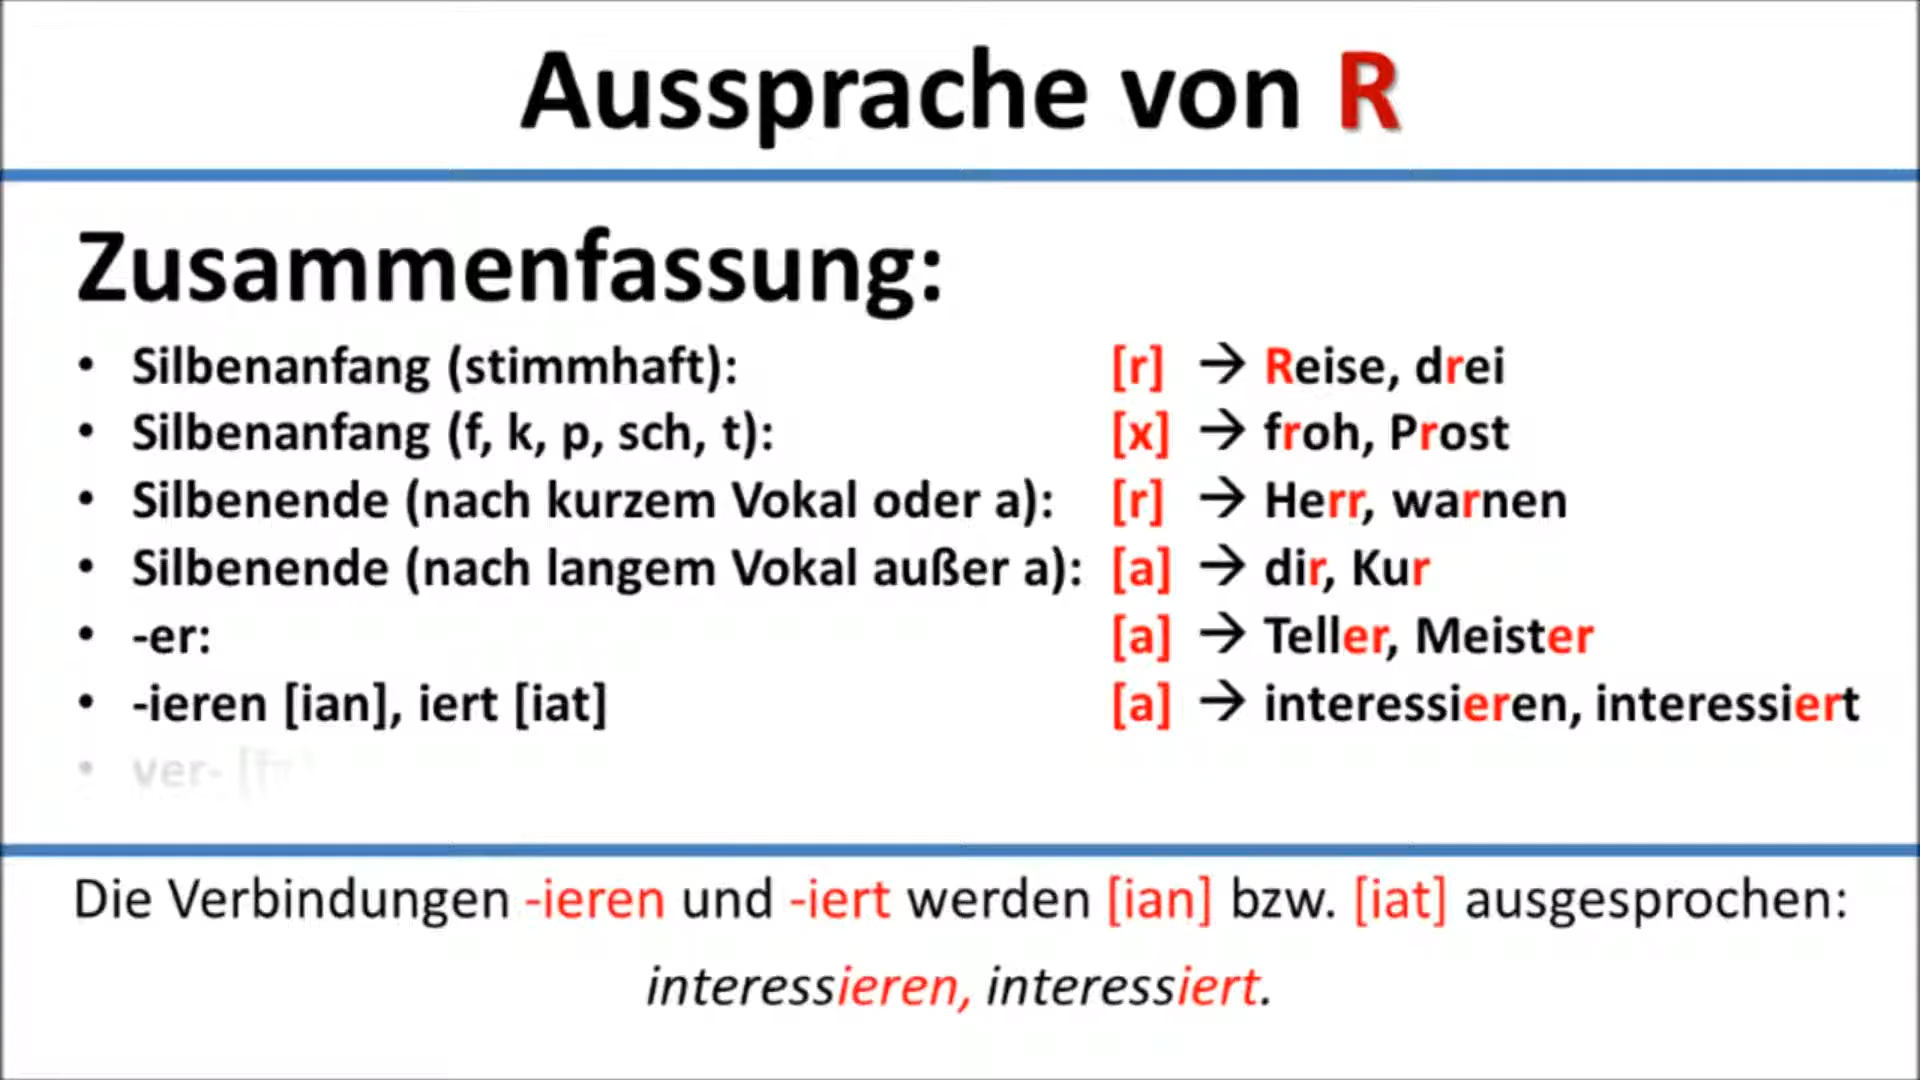 Aussprache von R
Zusammenfassung:
• Silbenanfang (stimmhaft): [r] → Reise, drei
• Silbenanfang (f, k, p, sch, t): [x] → froh, Prost
• Silbenende (nach kurzem Vokal oder a): [r] → Herr, warnen
• Silbenende (nach langem Vokal außer a): [a] → dir, Kur
• -er: [a] → Teller, Meister
• -ieren [ian], iert [iat] [a] → interessieren, interessiert
• ver-
Die Verbindungen -ieren und -iert werden [ian] bzw. [iat] ausgesprochen:
interessieren, interessiert.